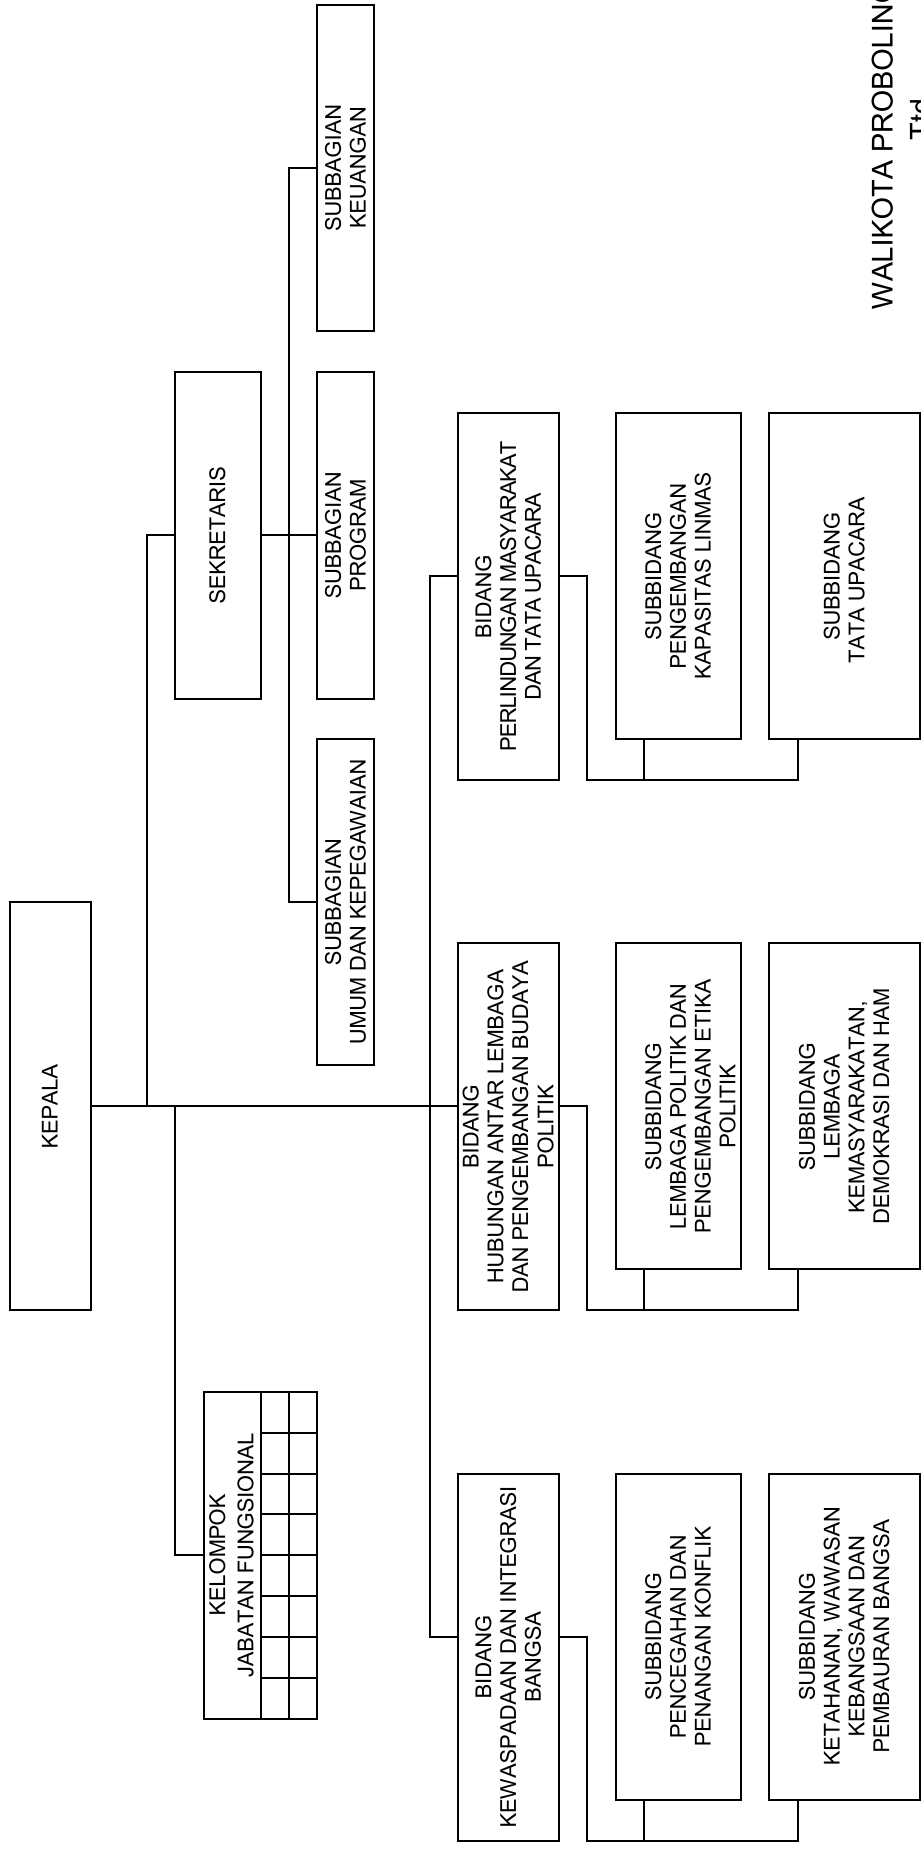 KEPALA
KELOMPOK
JABATAN FUNGSIONAL
SEKRETARIS
SUBBAGIAN
UMUM DAN KEPEGAWAIAN
SUBBAGIAN
PROGRAM
SUBBAGIAN
KEUANGAN
BIDANG
KEWASPADAAN DAN INTEGRASI
BANGSA
BIDANG
HUBUNGAN ANTAR LEMBAGA
DAN PENGEMBANGAN BUDAYA
POLITIK
BIDANG
PERLINDUNGAN MASYARAKAT
DAN TATA UPACARA
SUBBIDANG
PENCEGAHAN DAN
PENANGAN KONFLIK
SUBBIDANG
LEMBAGA POLITIK DAN
PENGEMBANGAN ETIKA
POLITIK
SUBBIDANG
PENGEMBANGAN
KAPASITAS LINMAS
SUBBIDANG
KETAHANAN, WAWASAN
KEBANGSAAN DAN
PEMBAURAN BANGSA
SUBBIDANG
LEMBAGA
KEMASYARAKATAN,
DEMOKRASI DAN HAM
SUBBIDANG
TATA UPACARA
WALIKOTA PROBOLING
Ttd